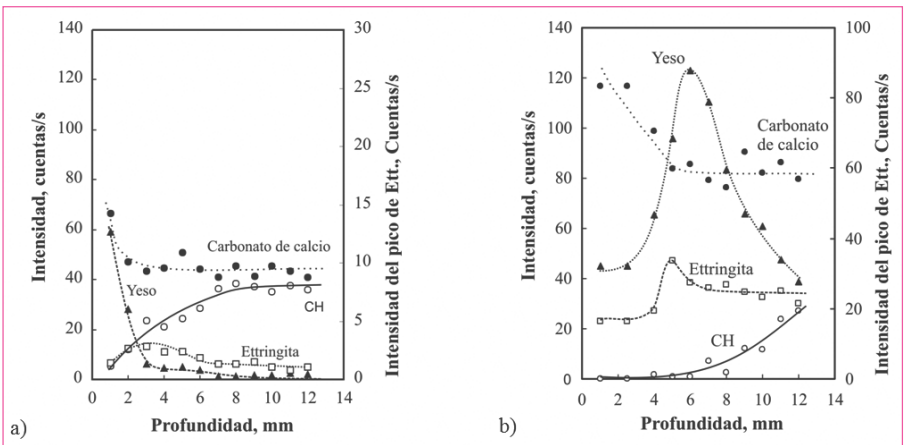 140
120
100
80
60
40
20
0
Intensidad, cuentas/s
30
25
20
15
10
5
0
Intensidad del pico de Ett., Cuentas/s
Carbonato de calcio
Yeso
CH
Ettringita
0 2 4 6 8 10 12 14
Profundidad, mm
a)
140
120
100
80
60
40
20
0
Intensidad, cuentas/s
100
80
60
40
20
0
Intensidad del pico de Ett., Cuentas/s
Yeso
Carbonato
de calcio
Ettringita
CH
0 2 4 6 8 10 12 14
Profundidad, mm
b)